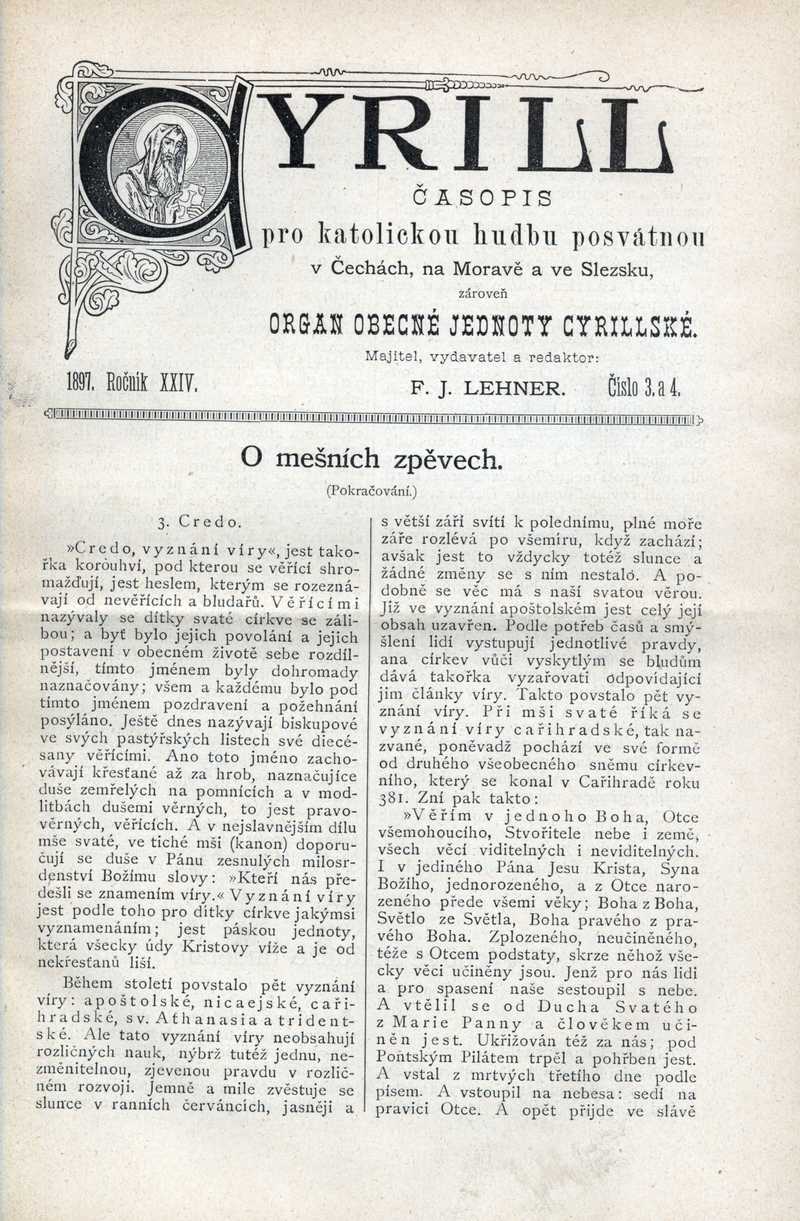 CYRILL
ČASOPIS
pro katolickou hudbu posvátnou
v Čechách, na Moravě a ve Slezsku,
zároveň
ORGAN OBECNÉ JEDNOTY CYRILLSKÉ.
Majitel, vydavatel a redaktor:
1897. Ročník XXIV.
F. J. LEHNER.
Číslo 3. a 4.
O mešních zpěvech.
(Pokračování.)
3. Credo.
»Credo, vyznání víry«, jest tako-
řka korouhví, pod kterou se věřící shro-
mažďují, jest heslem, kterým se rozezná-
vají od nevěřících a bludařů. Věřícími
nazývaly se dítky svaté církve se záli-
bou; a byť bylo jejich povolání a jejich
postavení v obecném životě sebe rozdíl-
nější, tímto jménem byly dohromady
naznačovány; všem a každému bylo pod
tímto jménem pozdravení a požehnání
posýláno. Ještě dnes nazývají biskupové
ve svých pastýřských listech své diecé-
sany věřícími. Ano toto jméno zacho-
vávají křesťané až za hrob, naznačujíce
duše zemřelých na pomnících a v mod-
litbách dušemi věrných, to jest pravo-
věrných, věřících. A v nejslavnějším dílu
mše svaté, ve tiché mši (kanon) doporu-
čují se duše v Pánu zesnulých milosr-
denství Božímu slovy: »Kteří nás pře-
dešli se znamením víry.« Vyznání víry
jest podle toho pro dítky církve jakýmsi
vyznamenáním; jest páskou jednoty,
která všecky údy Kristovy víže a je od
nekřesťanů liší.
Během století povstalo pět vyznání
víry: apoštolské, nicaejské, caři-
hradské, sv. Athanasia a trident-
ské. Ale tato vyznání víry neobsahují
rozličných nauk, nýbrž tutéž jednu, ne-
změnitelnou, zjevenou pravdu v rozlič-
ném rozvoji. Jemně a mile zvěstuje se
slunce v ranních červáncích, jasněji a
s větší září svítí k polednímu, plné moře
záře rozlévá po všemíru, když zachází;
avšak jest to vždycky totéž slunce a
žádné změny se s ním nestalo. A po-
dobně se věc má s naší svatou věrou.
Již ve vyznání apoštolském jest celý její
obsah uzavřen. Podle potřeb časů a smý-
šlení lidí vystupují jednotlivé pravdy,
ana církev vůči vyskytlým se bludům
dává takořka vyzařovati odpovídající
jim články víry. Takto povstalo pět vy-
znání víry. Při mši svaté říká se
vyznání víry cařihradské, tak na-
zvané, poněvadž pochází ve své formě
od druhého všeobecného sněmu církev-
ního, který se konal v Cařihradě roku
381. Zní pak takto:
»Věřím v jednoho Boha, Otce
všemohoucího, Stvořitele nebe i země,
všech věcí viditelných i neviditelných.
I v jediného Pána Jesu Krista, Syna
Božího, jednorozeného, a z Otce naro-
zeného přede všemi věky; Boha z Boha,
Světlo ze Světla, Boha pravého z pra-
vého Boha. Zplozeného, neučiněného,
téže s Otcem podstaty, skrze něhož vše-
cky věci učiněny jsou. Jenž pro nás lidi
a pro spasení naše sestoupil s nebe.
A vtělil se od Ducha Svatého
z Marie Panny a člověkem uči-
něn jest. Ukřižován též za nás; pod
Pontským Pilátem trpěl a pohřben jest.
A vstal z mrtvých třetího dne podle
písem. A vstoupil na nebesa: sedí na
pravici Otce. A opět přijde ve slávě